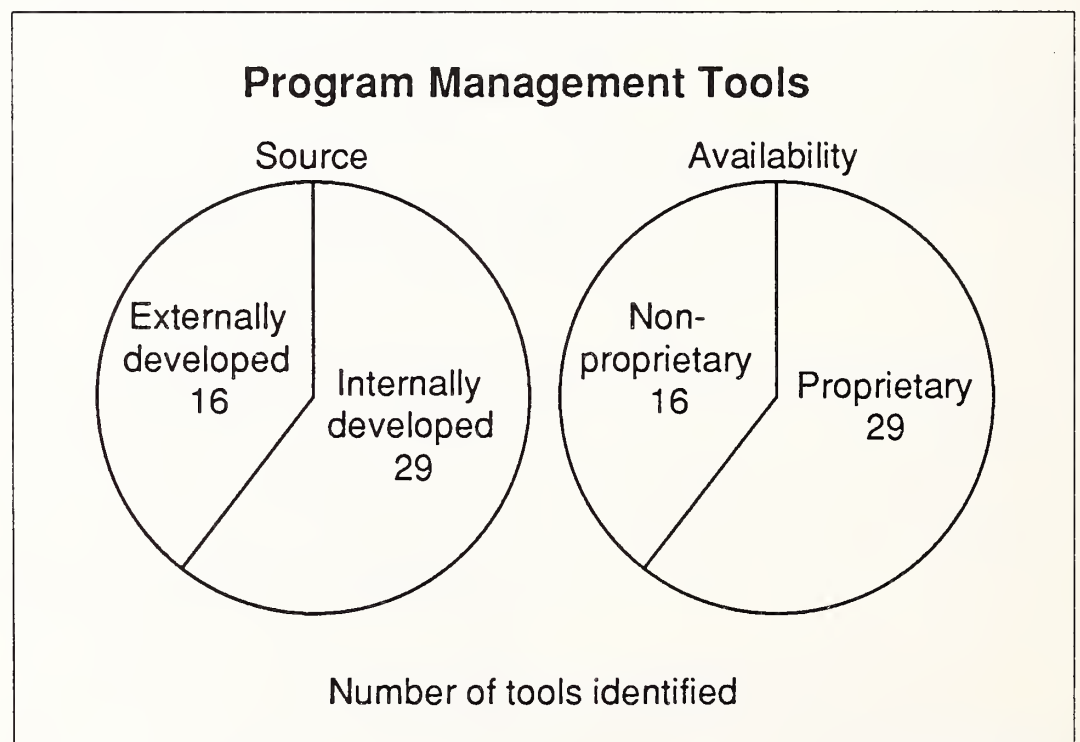 Program Management Tools
Source
Externally
developed
16
Internally
developed
29
Availability
Non-
proprietary
16
Proprietary
29
Number of tools identified